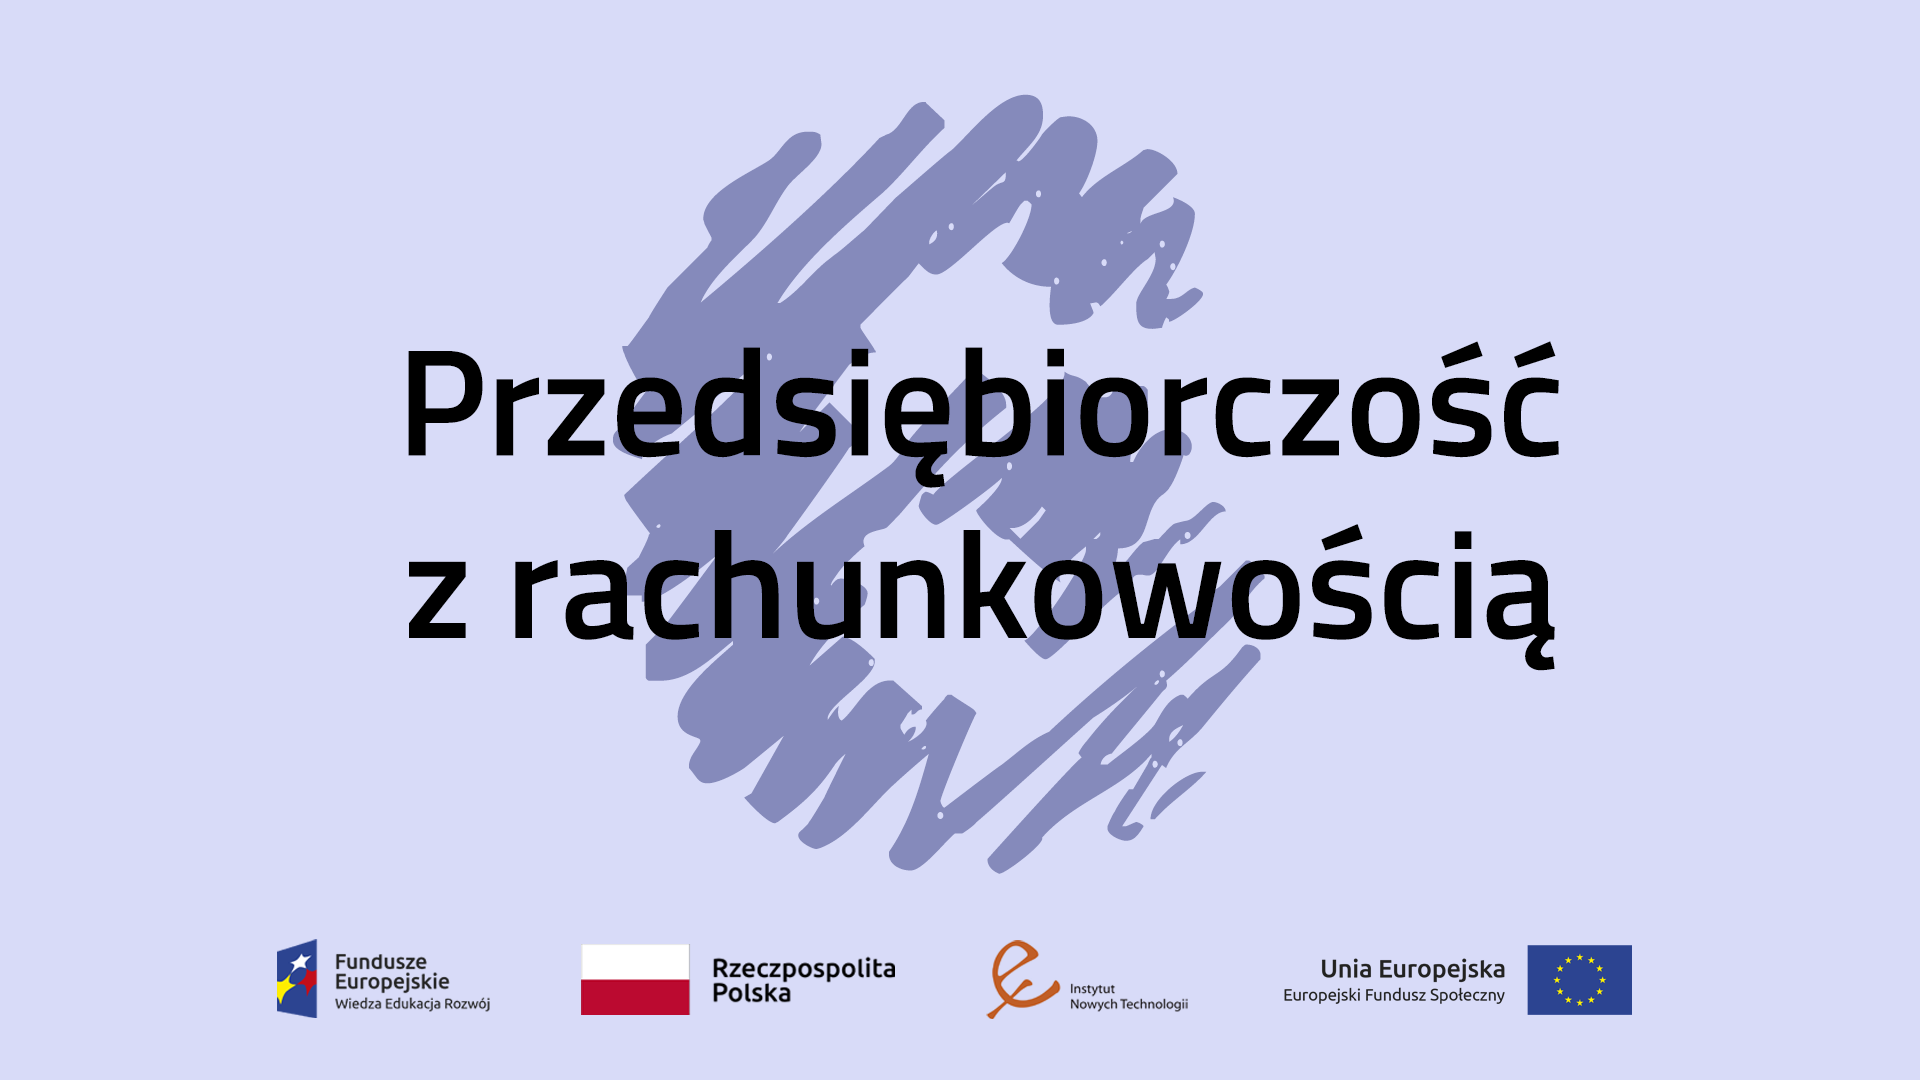 Przedsiębiorczość
z rachunkowością
Fundusze
Europejskie
Wiedza Edukacja Rozwój
Rzeczpospolita
Polska
Instytut
Nowych Technologii
Unia Europejska
Europejski Fundusz Społeczny